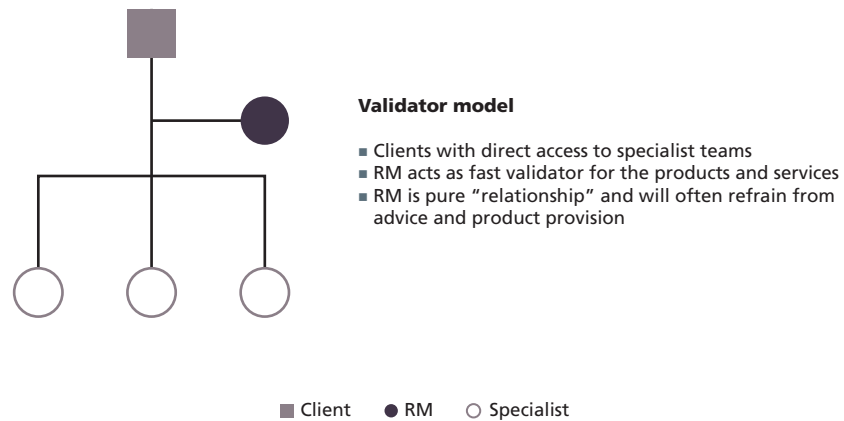 Validator model
▪ Clients with direct access to specialist teams
▪ RM acts as fast validator for the products and services
▪ RM is pure “relationship” and will often refrain from
advice and product provision
Client RM Specialist